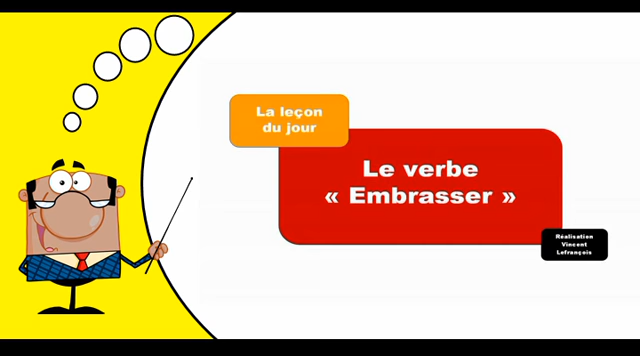 La leçon
du jour
Le verbe
« Embrasser »
Réalisation
Vincent
Lefrançois